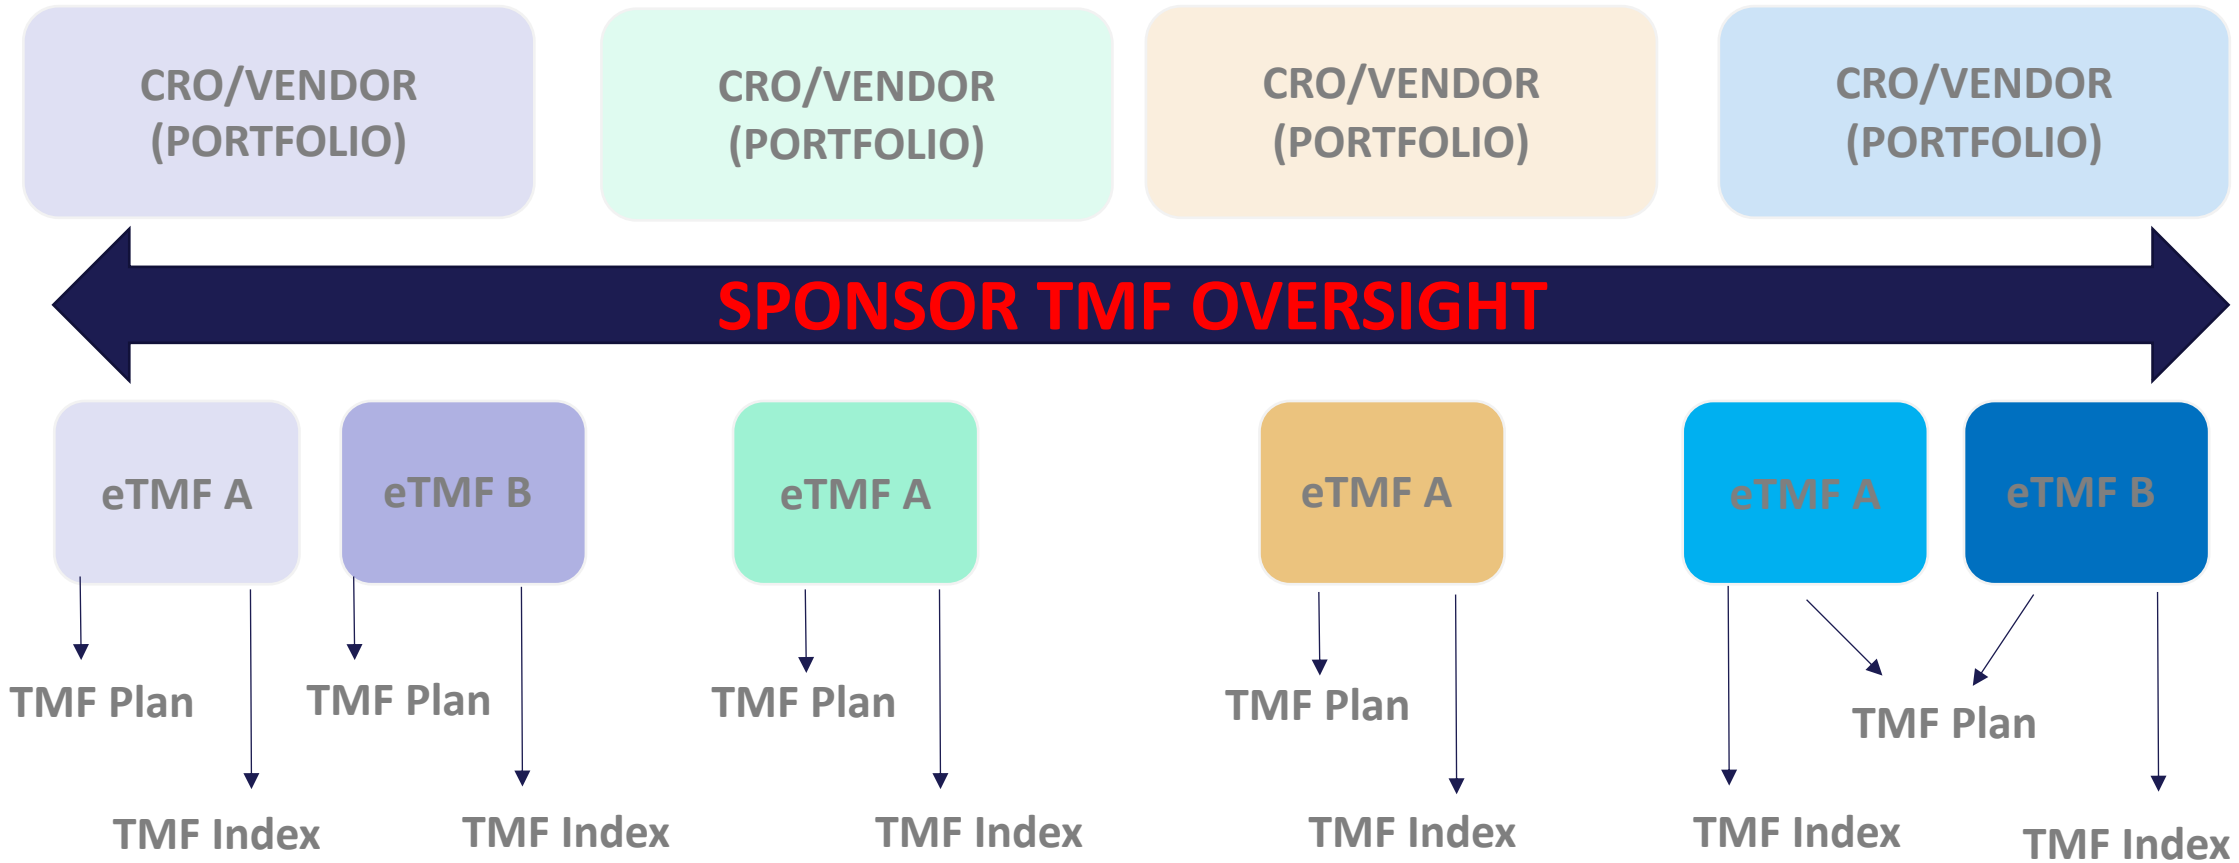 CRO/VENDOR
(PORTFOLIO)
CRO/VENDOR
(PORTFOLIO)
CRO/VENDOR
(PORTFOLIO)
CRO/VENDOR
(PORTFOLIO)
SPONSOR TMF OVERSIGHT
eTMF A
eTMF B
eTMF A
eTMF A
eTMF A
eTMF B
TMF Plan
TMF Plan
TMF Plan
TMF Plan
TMF Plan
TMF Index
TMF Index
TMF Index
TMF Index
TMF Index
TMF Index